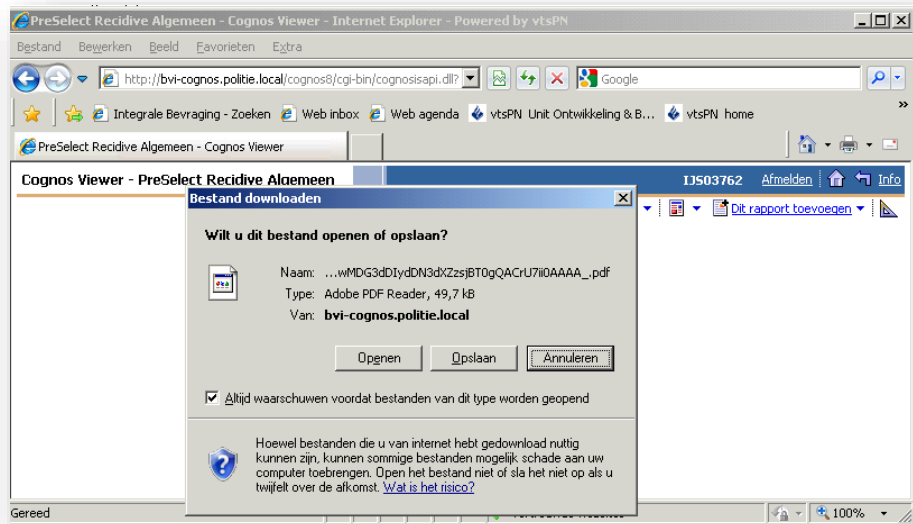 PreSelect Recidive Algemeen - Cognos Viewer - Internet Explorer - Powered by vtsPN
Bestand Bewerken Beeld Favorieten Extra
http://bvi-cognos.politie.local/cognos8/cgi-bin/cognosisapi.dll? Google
Integrale Bevraging - Zoeken Web inbox Web agenda vtsPN Unit Ontwikkeling & B... vtsPN home »
PreSelect Recidive Algemeen - Cognos Viewer
Cognos Viewer - PreSelect Recidive Algemeen IJS03762 Afmelden Info
Dit rapport toevoegen
Bestand downloaden
Wilt u dit bestand openen of opslaan?
Naam: ...wMDG3dDIydDN3dXZzsjBT0gQACrU7ii0AAAA_.pdf
Type: Adobe PDF Reader, 49,7 kB
Van: bvi-cognos.politie.local
Openen Opslaan Annuleren
Altijd waarschuwen voordat bestanden van dit type worden geopend
Hoewel bestanden die u van internet hebt gedownload nuttig
kunnen zijn, kunnen sommige bestanden mogelijk schade aan uw
computer toebrengen. Open het bestand niet of sla het niet op als u
twijfelt over de afkomst. Wat is het risico?
Gereed 100%